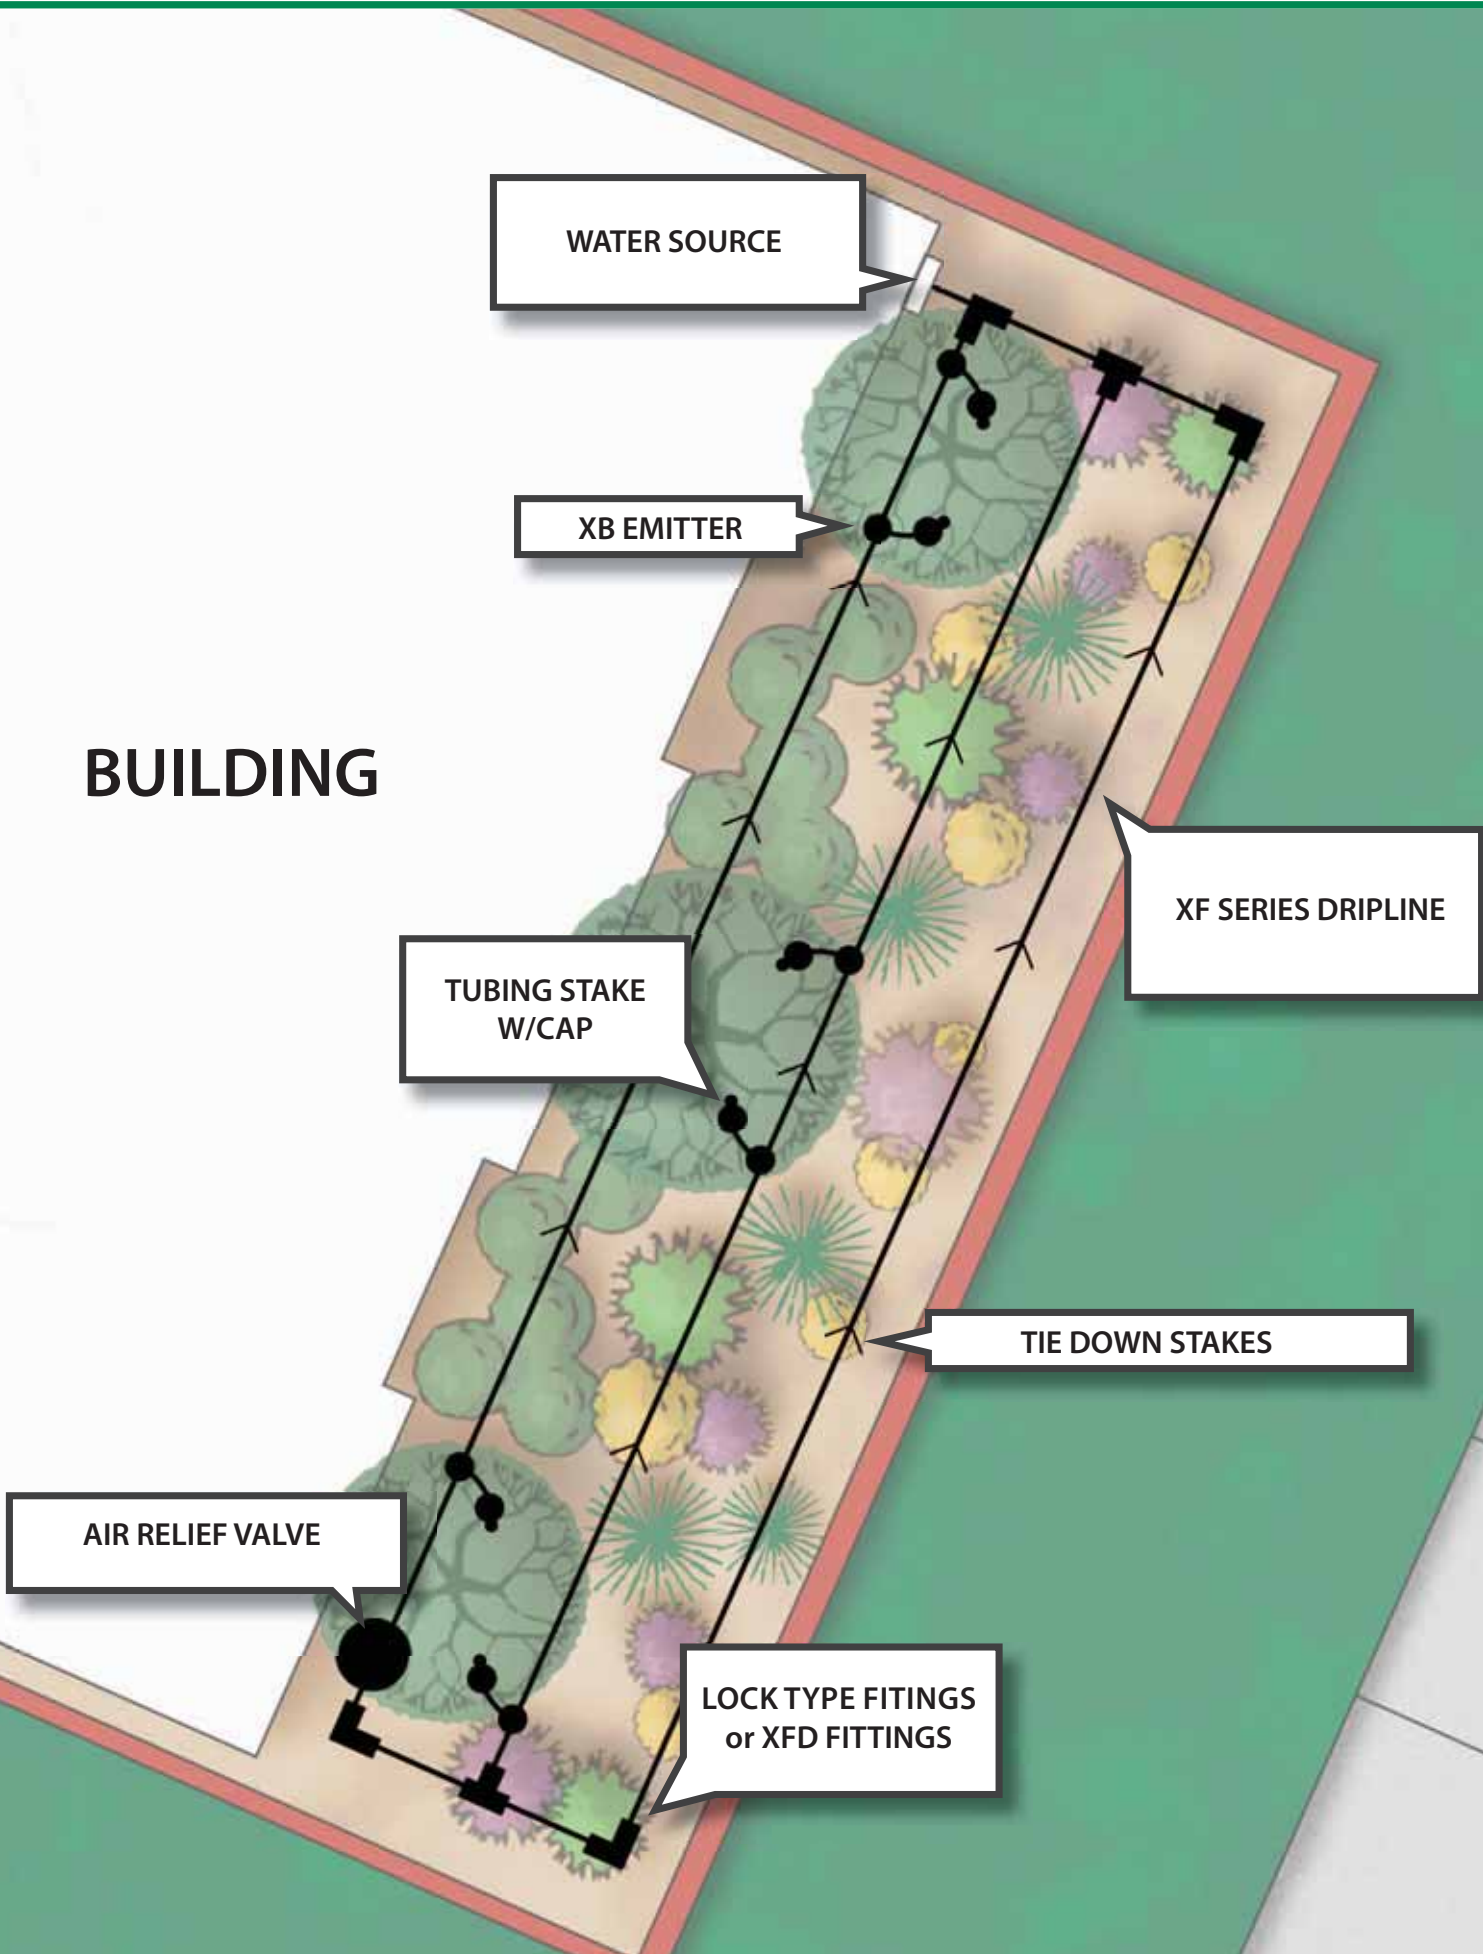 WATER SOURCE
XB EMITTER
BUILDING
XF SERIES DRIPLINE
TUBING STAKE
W/CAP
TIE DOWN STAKES
AIR RELIEF VALVE
LOCK TYPE FITINGS
or XFD FITTINGS